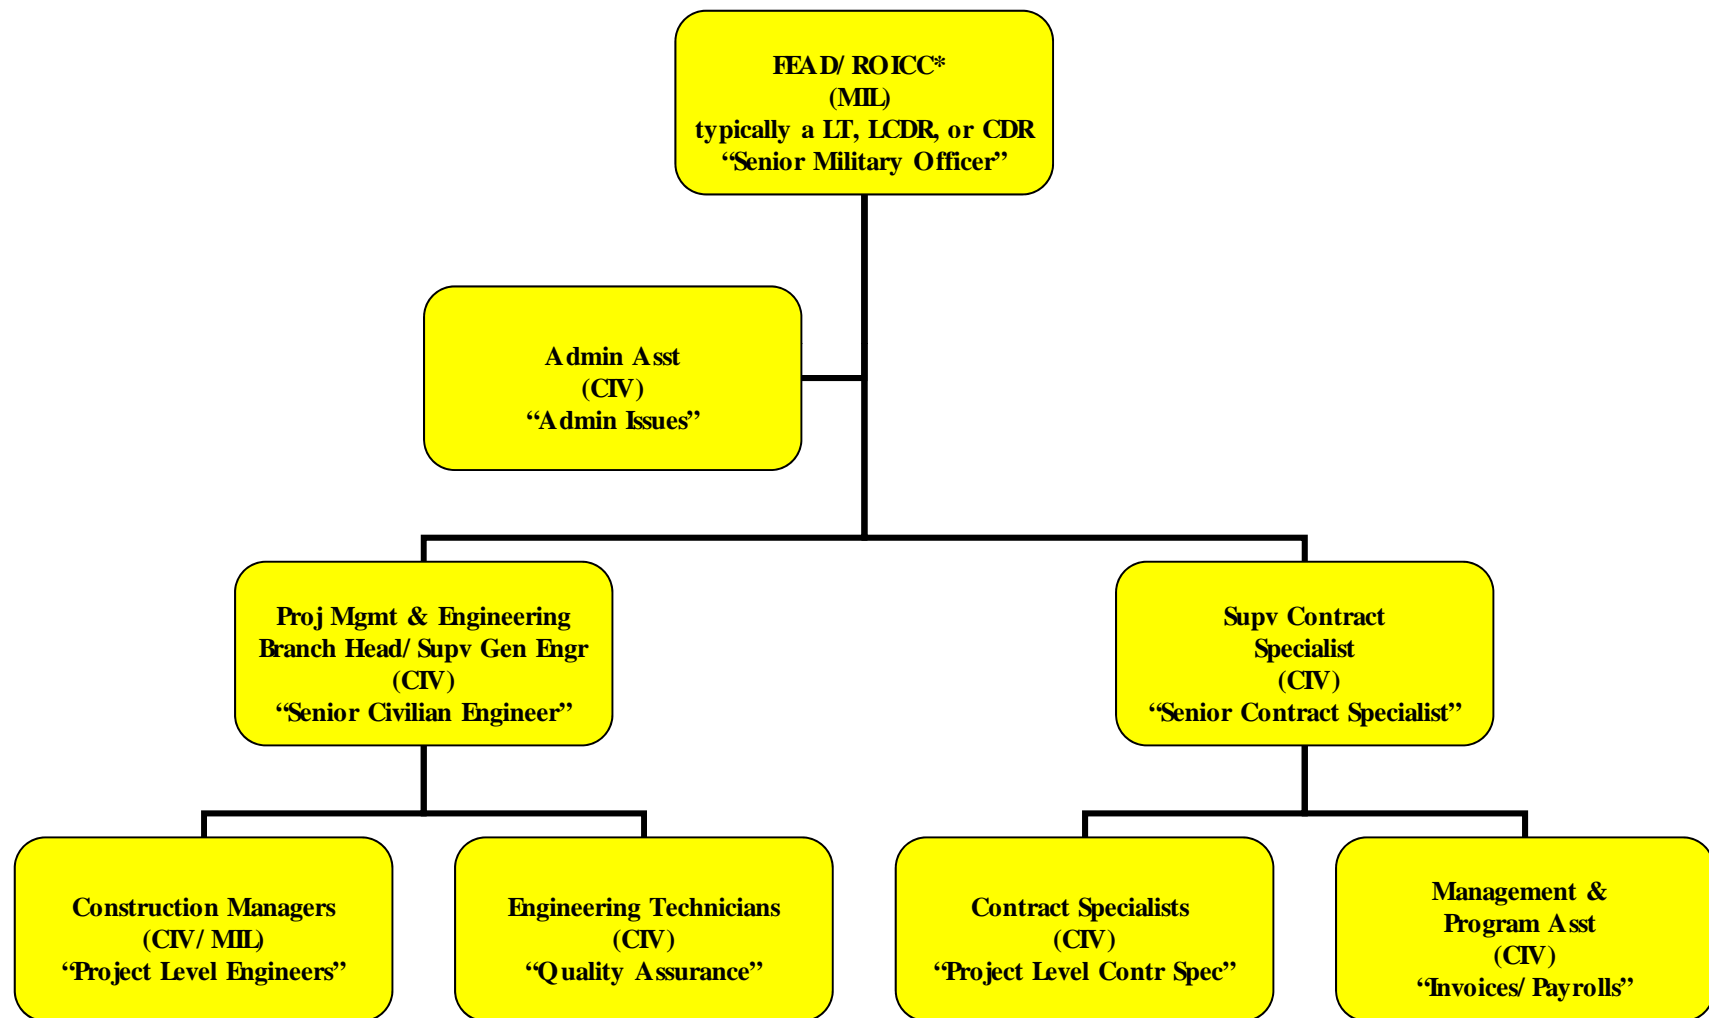 FEAD/ ROICC*
(MIL)
typically a LT, LCDR, or CDR
“Senior Military Officer”
Admin Asst
(CIV)
“Admin Issues”
Proj Mgmt & Engineering
Branch Head/ Supv Gen Engr
(CIV)
“Senior Civilian Engineer”
Supv Contract
Specialist
(CIV)
“Senior Contract Specialist”
Construction Managers
(CIV/ MIL)
“Project Level Engineers”
Engineering Technicians
(CIV)
“Quality Assurance”
Contract Specialists
(CIV)
“Project Level Contr Spec”
Management &
Program Asst
(CIV)
“Invoices/ Payrolls”